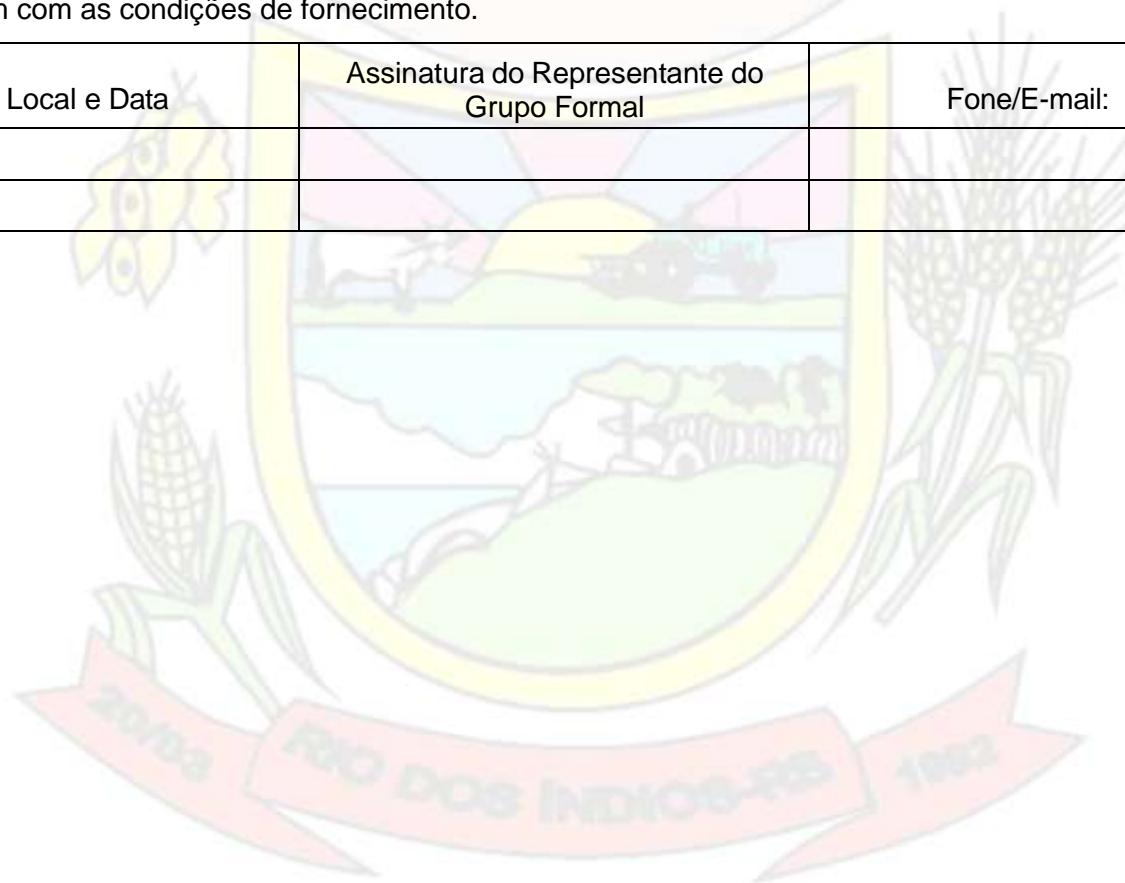 com as condições de fornecimento.
Local e Data
Assinatura do Representante do
Grupo Formal
Fone/E-mail:
20/03
RIO DOS ÍNDIOS-RS
1992